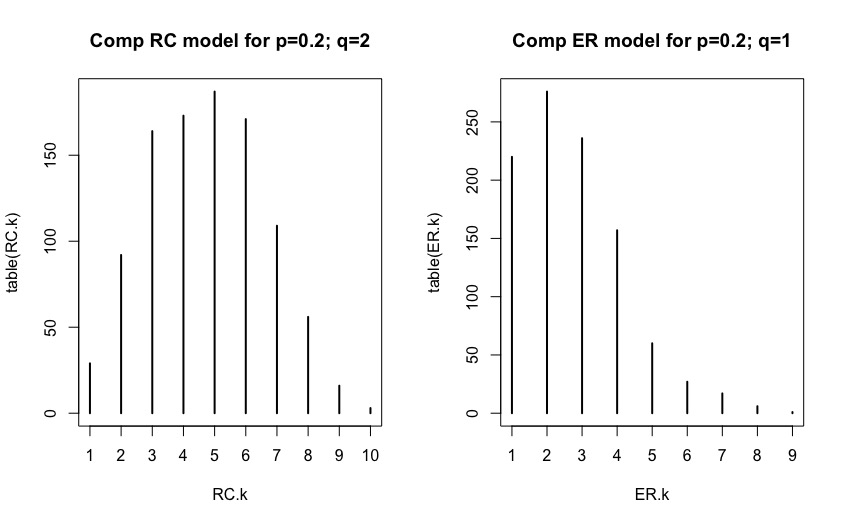 Comp RC model for p=0.2; q=2
table(RC.k)
150
100
50
0
1 2 3 4 5 6 7 8 9 10
RC.k
Comp ER model for p=0.2; q=1
table(ER.k)
250
200
150
100
50
0
1 2 3 4 5 6 7 8 9
ER.k